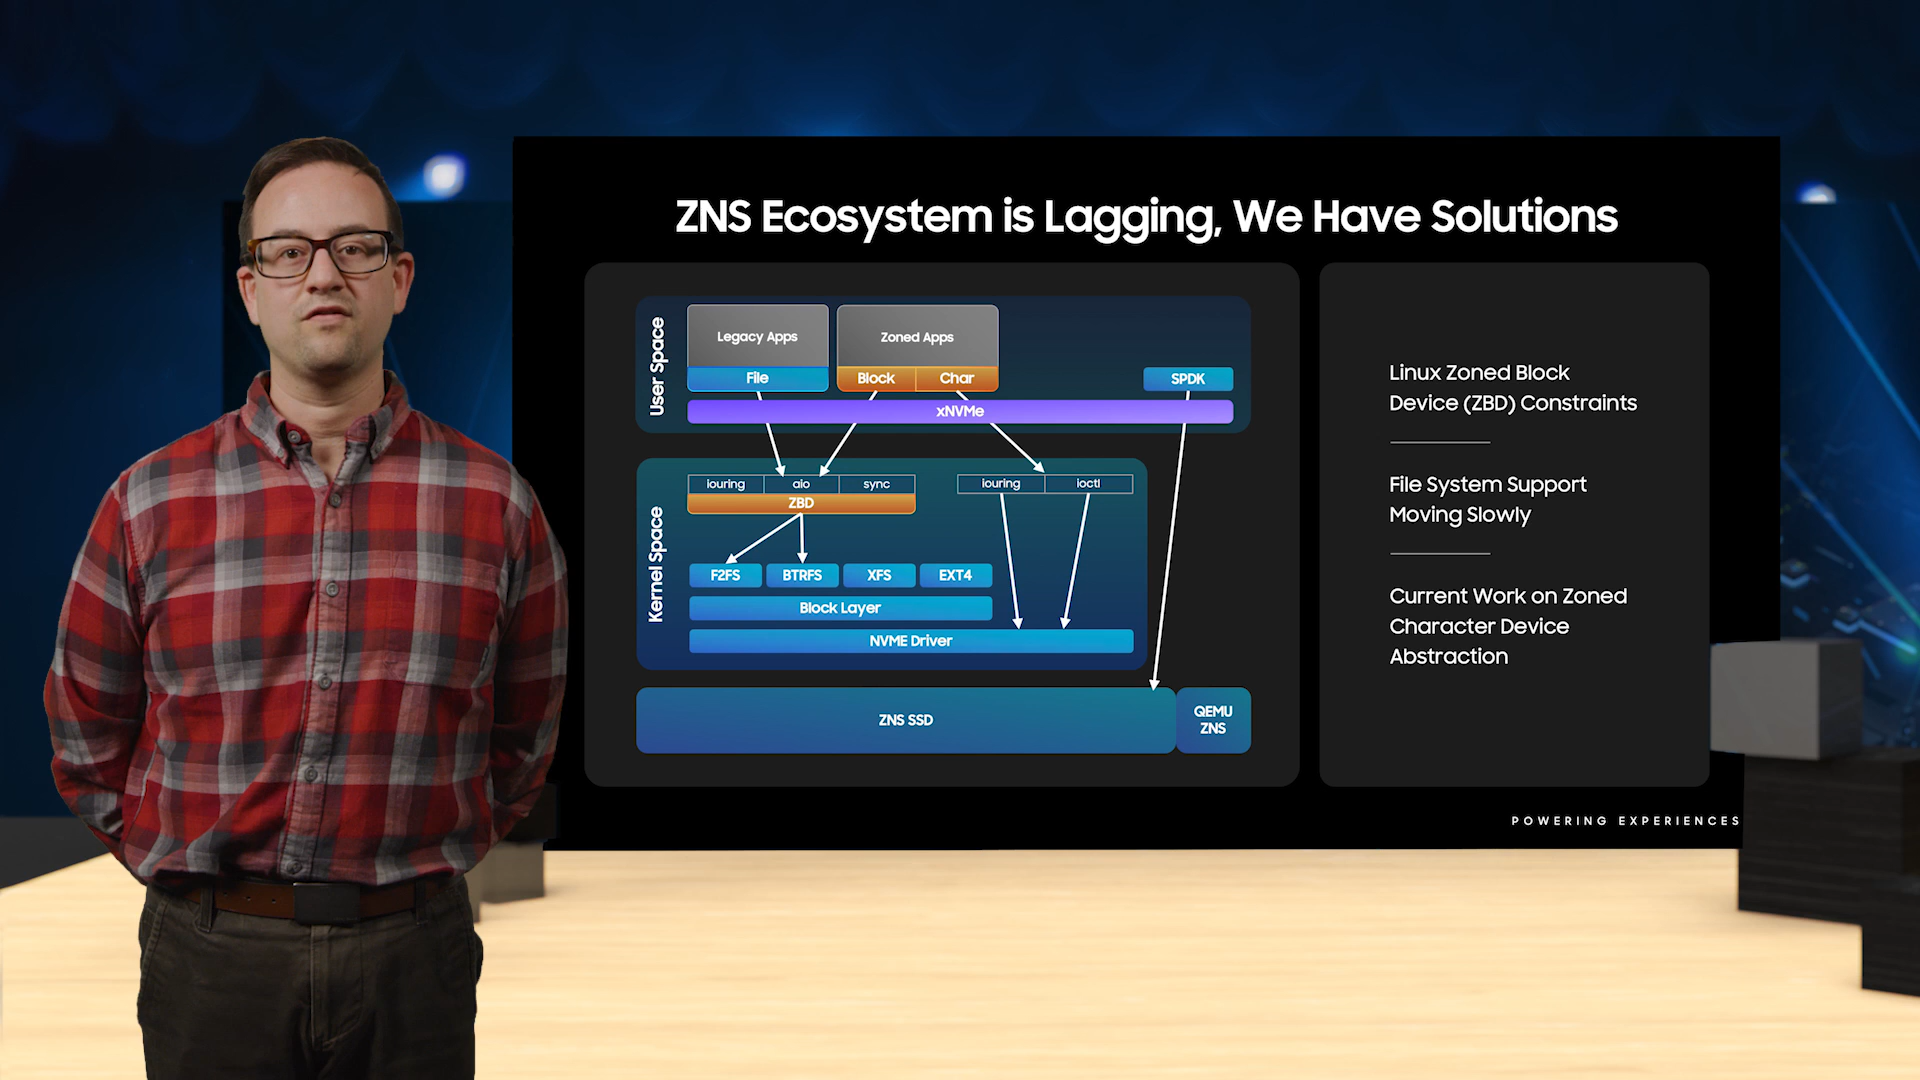 ZNS Ecosystem is Lagging, We Have Solutions
User Space
Legacy Apps
File
Zoned Apps
Block Char
SPDK
xNVMe
Kernel Space
iouring aio sync
ZBD
iouring ioctl
F2FS BTRFS XFS EXT4
Block Layer
NVME Driver
ZNS SSD
QEMU
ZNS
Linux Zoned Block
Device (ZBD) Constraints
File System Support
Moving Slowly
Current Work on Zoned
Character Device
Abstraction
POWERING EXPERIENCES